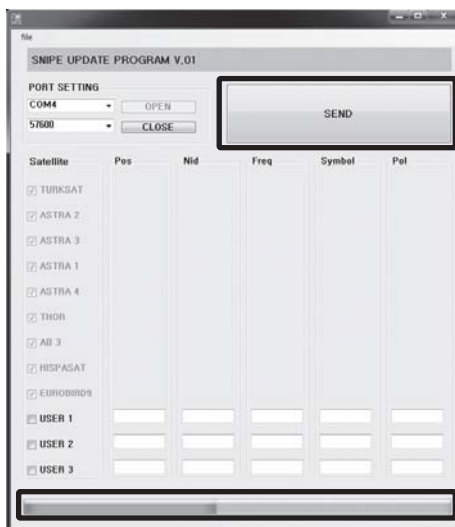 file
SNIPE UPDATE PROGRAM V.01
PORT SETTING
COM4 OPEN
57600 CLOSE
SEND
Satellite Pos Nid Freq Symbol Pol
TURKSAT
ASTRA 2
ASTRA 3
ASTRA 1
ASTRA 4
THOR
AB 3
HISPASAT
EUROBIRD9
USER 1
USER 2
USER 3